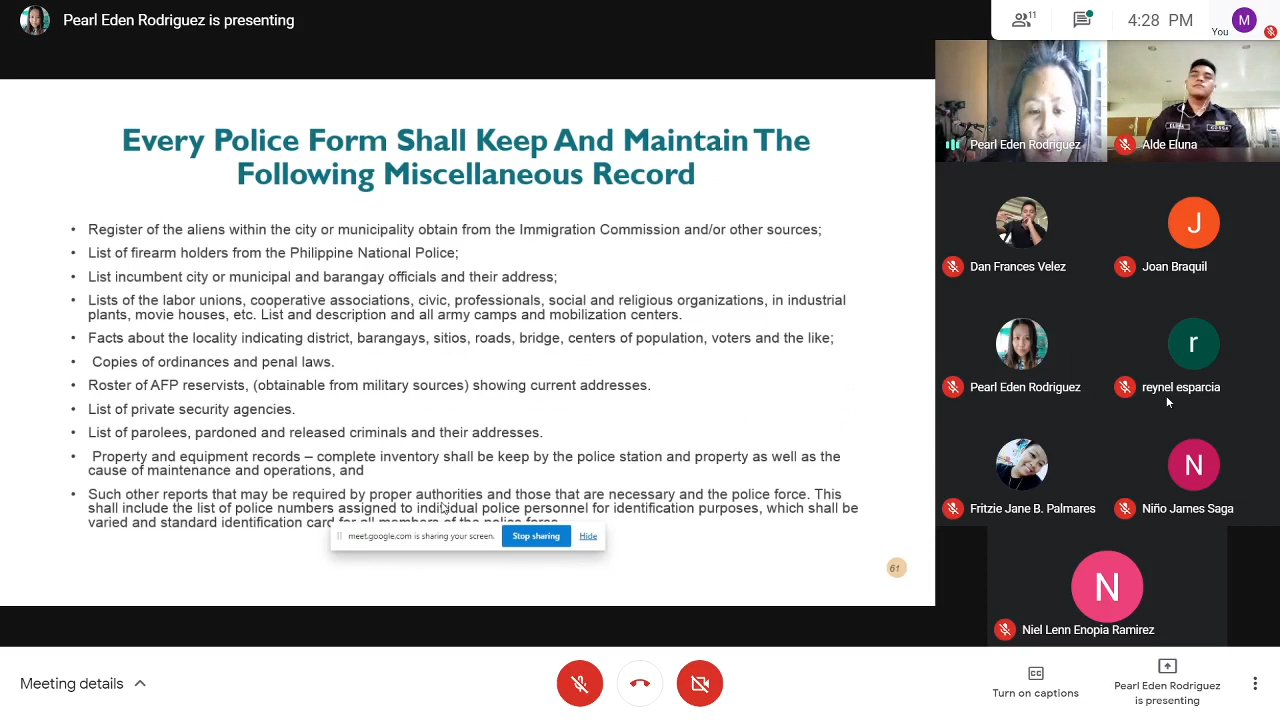 Pearl Eden Rodriguez is presenting
11
4:28 PM
You
M
Every Police Form Shall Keep And Maintain The
Following Miscellaneous Record
• Register of the aliens within the city or municipality obtain from the Immigration Commission and/or other sources;
• List of firearm holders from the Philippine National Police;
• List incumbent city or municipal and barangay officials and their address;
• Lists of the labor unions, cooperative associations, civic, professionals, social and religious organizations, in industrial
plants, movie houses, etc. List and description and all army camps and mobilization centers.
• Facts about the locality indicating district, barangays, sitios, roads, bridge, centers of population, voters and the like;
• Copies of ordinances and penal laws.
• Roster of AFP reservists, (obtainable from military sources) showing current addresses.
• List of private security agencies.
• List of parolees, pardoned and released criminals and their addresses.
• Property and equipment records – complete inventory shall be keep by the police station and property as well as the
cause of maintenance and operations, and
• Such other reports that may be required by proper authorities and those that are necessary and the police force. This
shall include the list of police numbers assigned to individual police personnel for identification purposes, which shall be
varied and standard identification card for all members of the police force.
meet.google.com is sharing your screen.
Stop sharing
Hide
61
ELUNA
Pearl Eden Rodriguez
Alde Eluna
J
Dan Frances Velez
Joan Braquil
r
Pearl Eden Rodriguez
reynel esparcia
N
Fritzie Jane B. Palmares
Niño James Saga
N
Niel Lenn Enopia Ramirez
Meeting details
CC
Turn on captions
Pearl Eden Rodriguez
is presenting